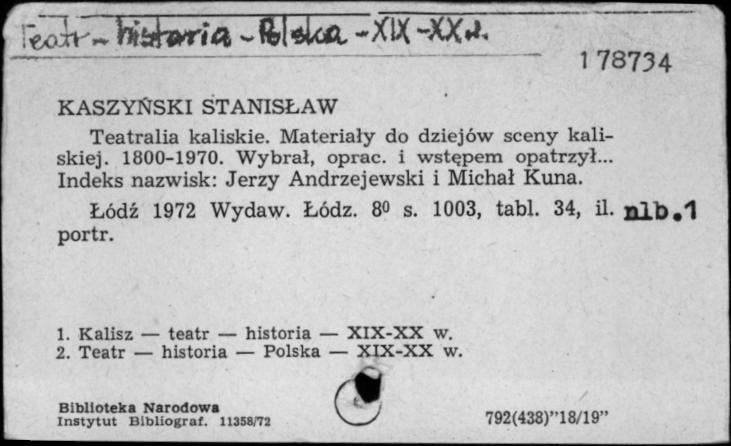 Teatr - historia - Polska - XIX-XX w.
178734
KASZYŃSKI STANISŁAW
Teatralia kaliskie. Materiały do dziejów sceny kali-
skiej. 1800-1970. Wybrał, oprac. i wstępem opatrzył...
Indeks nazwisk: Jerzy Andrzejewski i Michał Kuna.
Łódź 1972 Wydaw. Łódz. 8⁰ s. 1003, tabl. 34, il. nlb.1
portr.
1. Kalisz — teatr — historia — XIX-XX w.
2. Teatr — historia — Polska — XIX-XX w.
Biblioteka Narodowa
Instytut Bibliograf. 11358/72
792(438)”18/19”